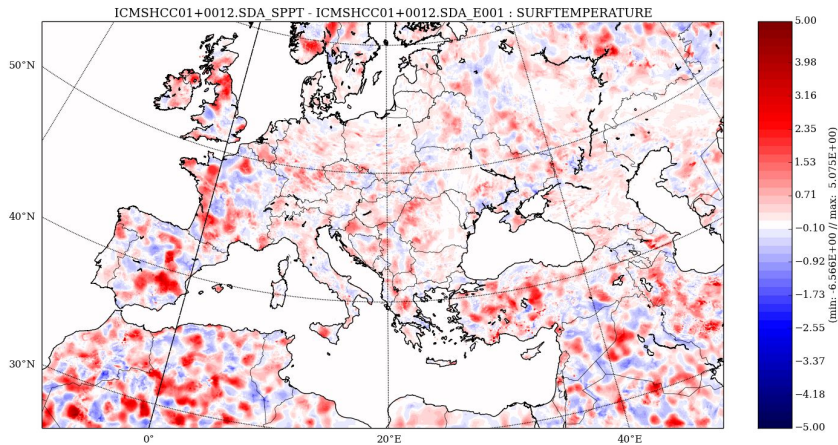 ICMSHCC01+0012.SDA_SPPT - ICMSHCC01+0012.SDA_E001 : SURFTEMPERATURE
50°N
40°N
30°N
0°
20°E
40°E
5.00
3.98
3.16
2.35
1.53
0.71
-0.10
-0.92
-1.73
-2.55
-3.37
-4.18
-5.00
(min: -6.566E+00 // max: 5.075E+00)